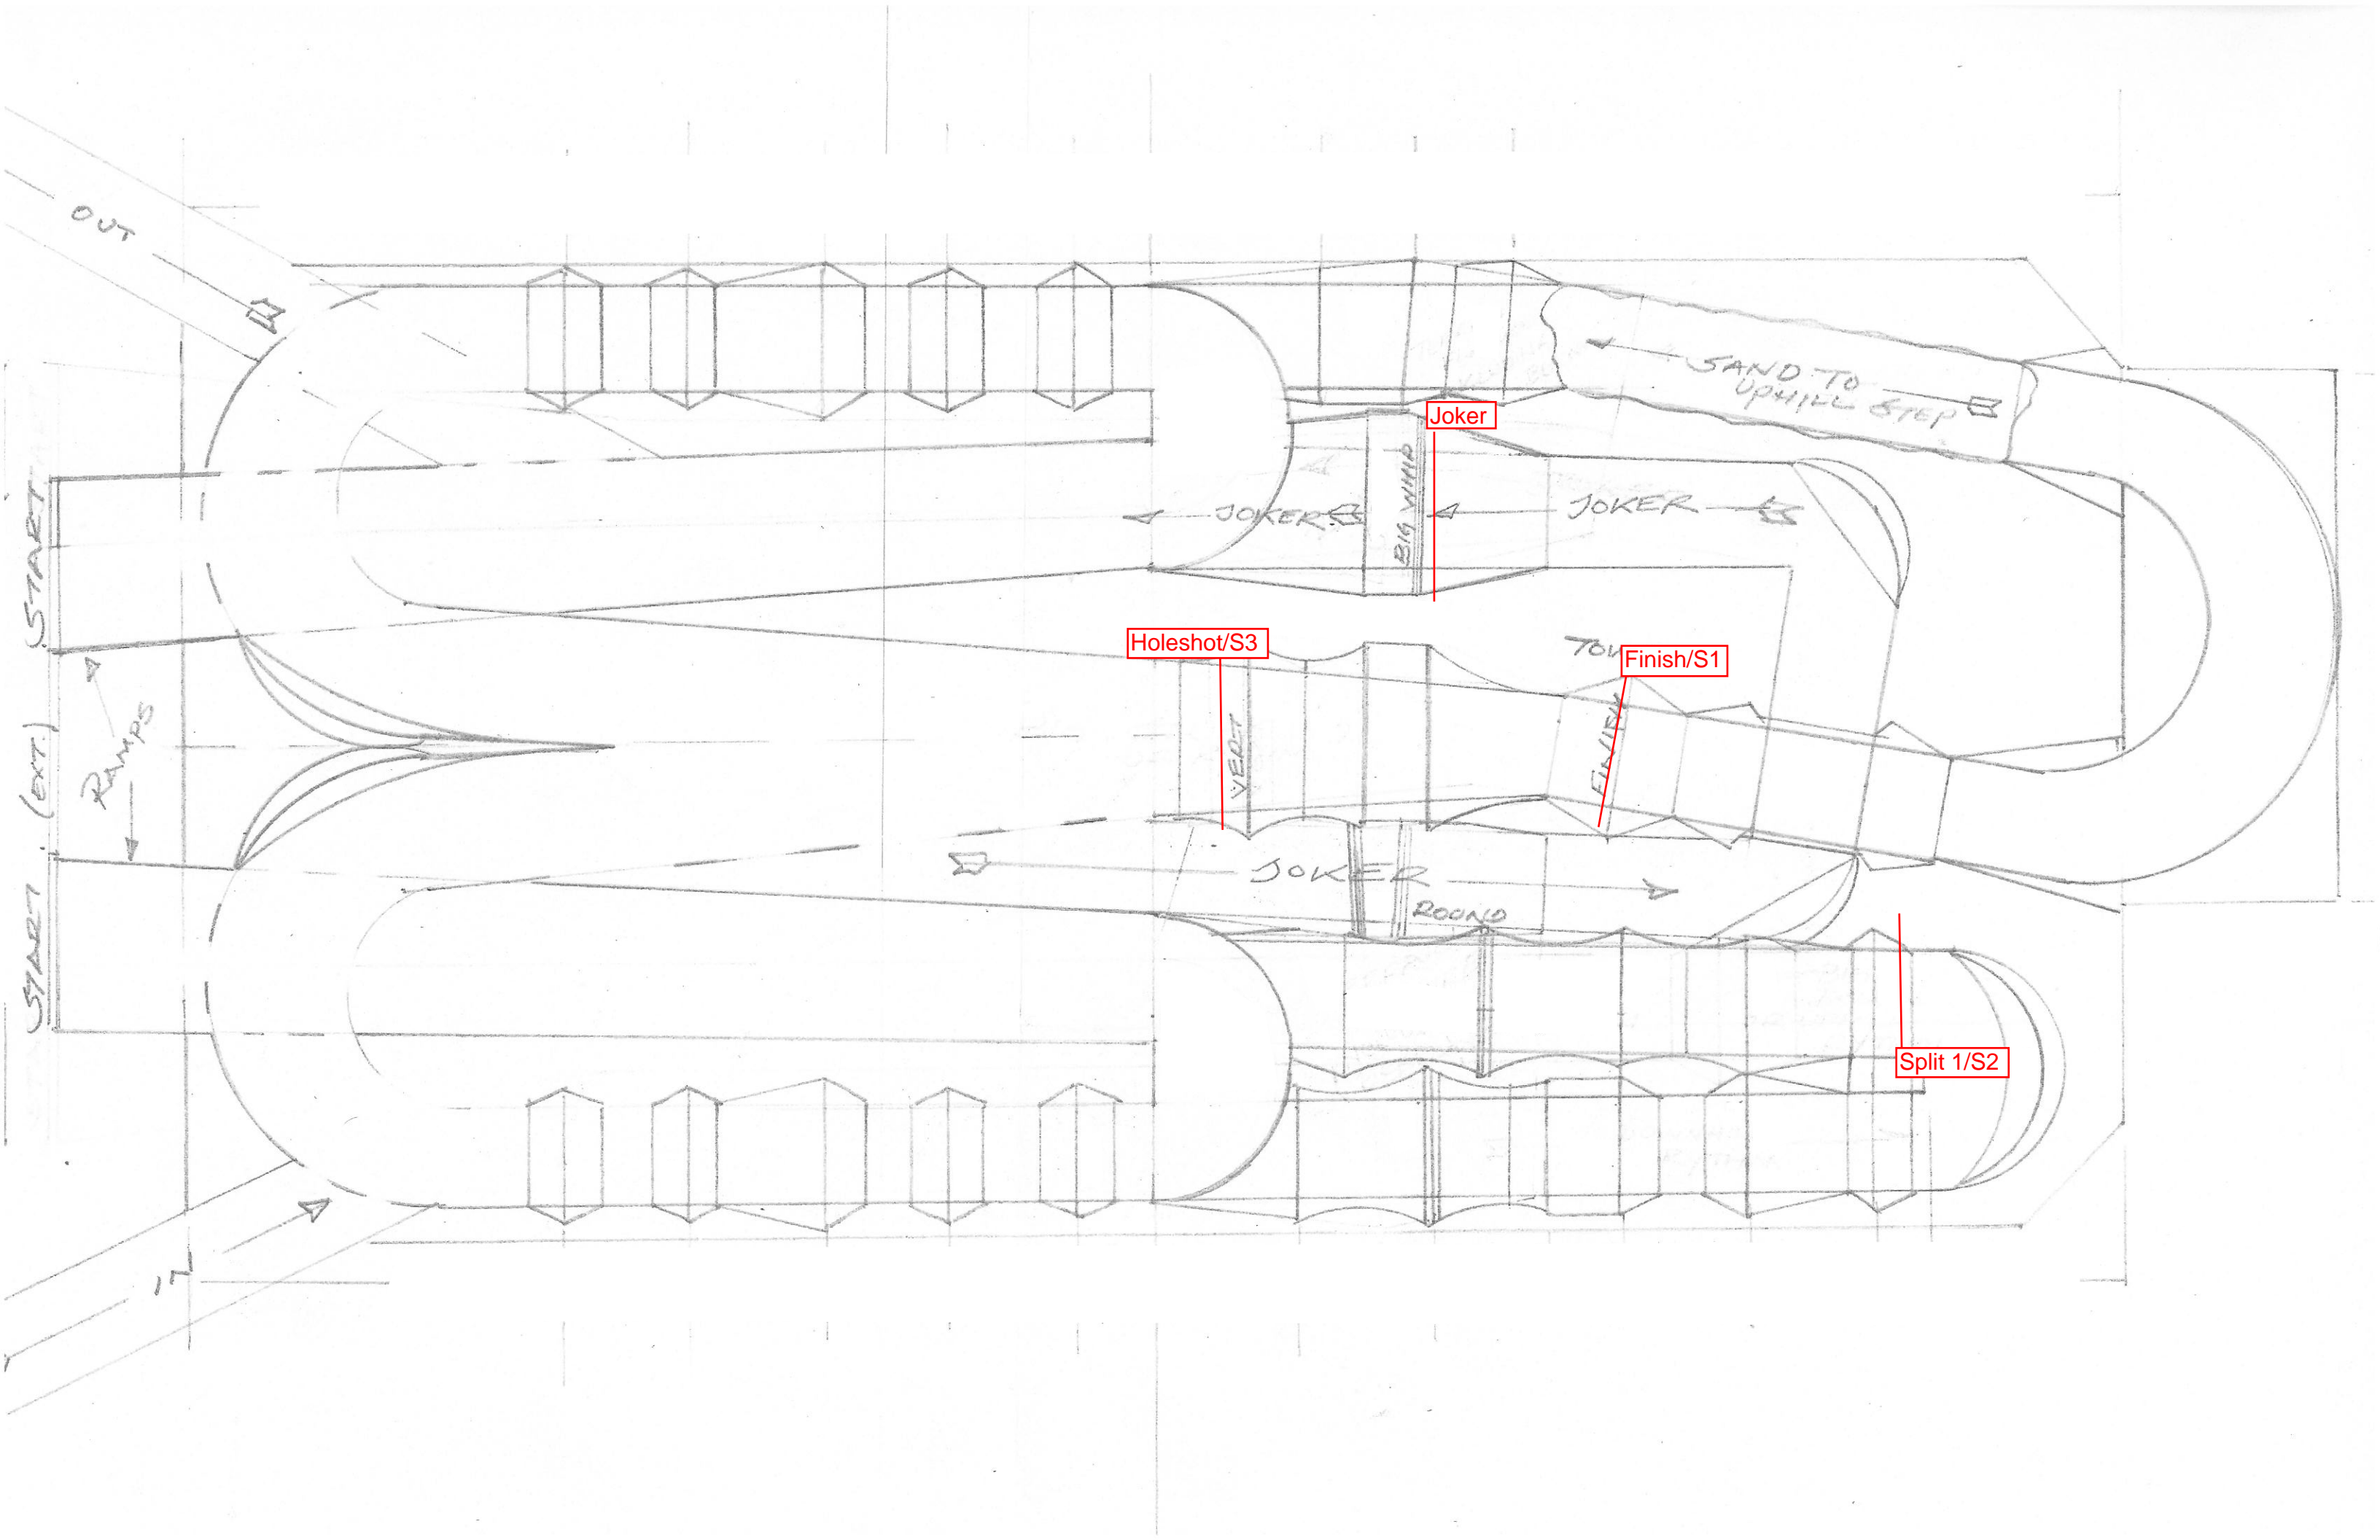 OUT
SAND TO
UPHILL STEP
Joker
BIG WHIP
JOKER
JOKER
START
Holeshot/S3
Finish/S1
FINISH
VERT
RAMPS
(EXT.)
JOKER
ROUND
START
Split 1/S2
IN